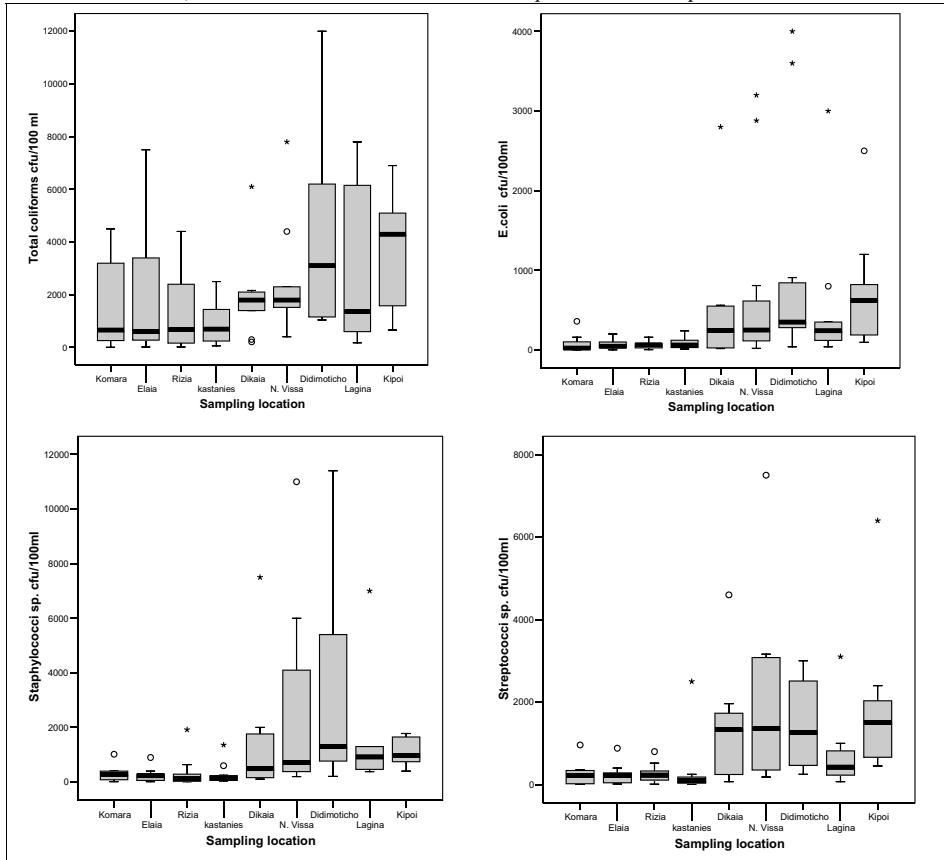 Total coliforms cfu/100 ml
12000
10000
8000
6000
4000
2000
0
Komara
Elaia
Rizia
kastanies
Dikaia
N. Vissa
Didimoticho
Lagina
Kipoi
Sampling location
E.coli cfu/100ml
4000
3000
2000
1000
0
Komara
Elaia
Rizia
kastanies
Dikaia
N. Vissa
Didimoticho
Lagina
Kipoi
Sampling location
Staphylococci sp. cfu/100ml
12000
10000
8000
6000
4000
2000
0
Komara
Elaia
Rizia
kastanies
Dikaia
N. Vissa
Didimoticho
Lagina
Kipoi
Sampling location
Streptococci sp. cfu/100ml
8000
6000
4000
2000
0
Komara
Elaia
Rizia
kastanies
Dikaia
N. Vissa
Didimoticho
Lagina
Kipoi
Sampling location